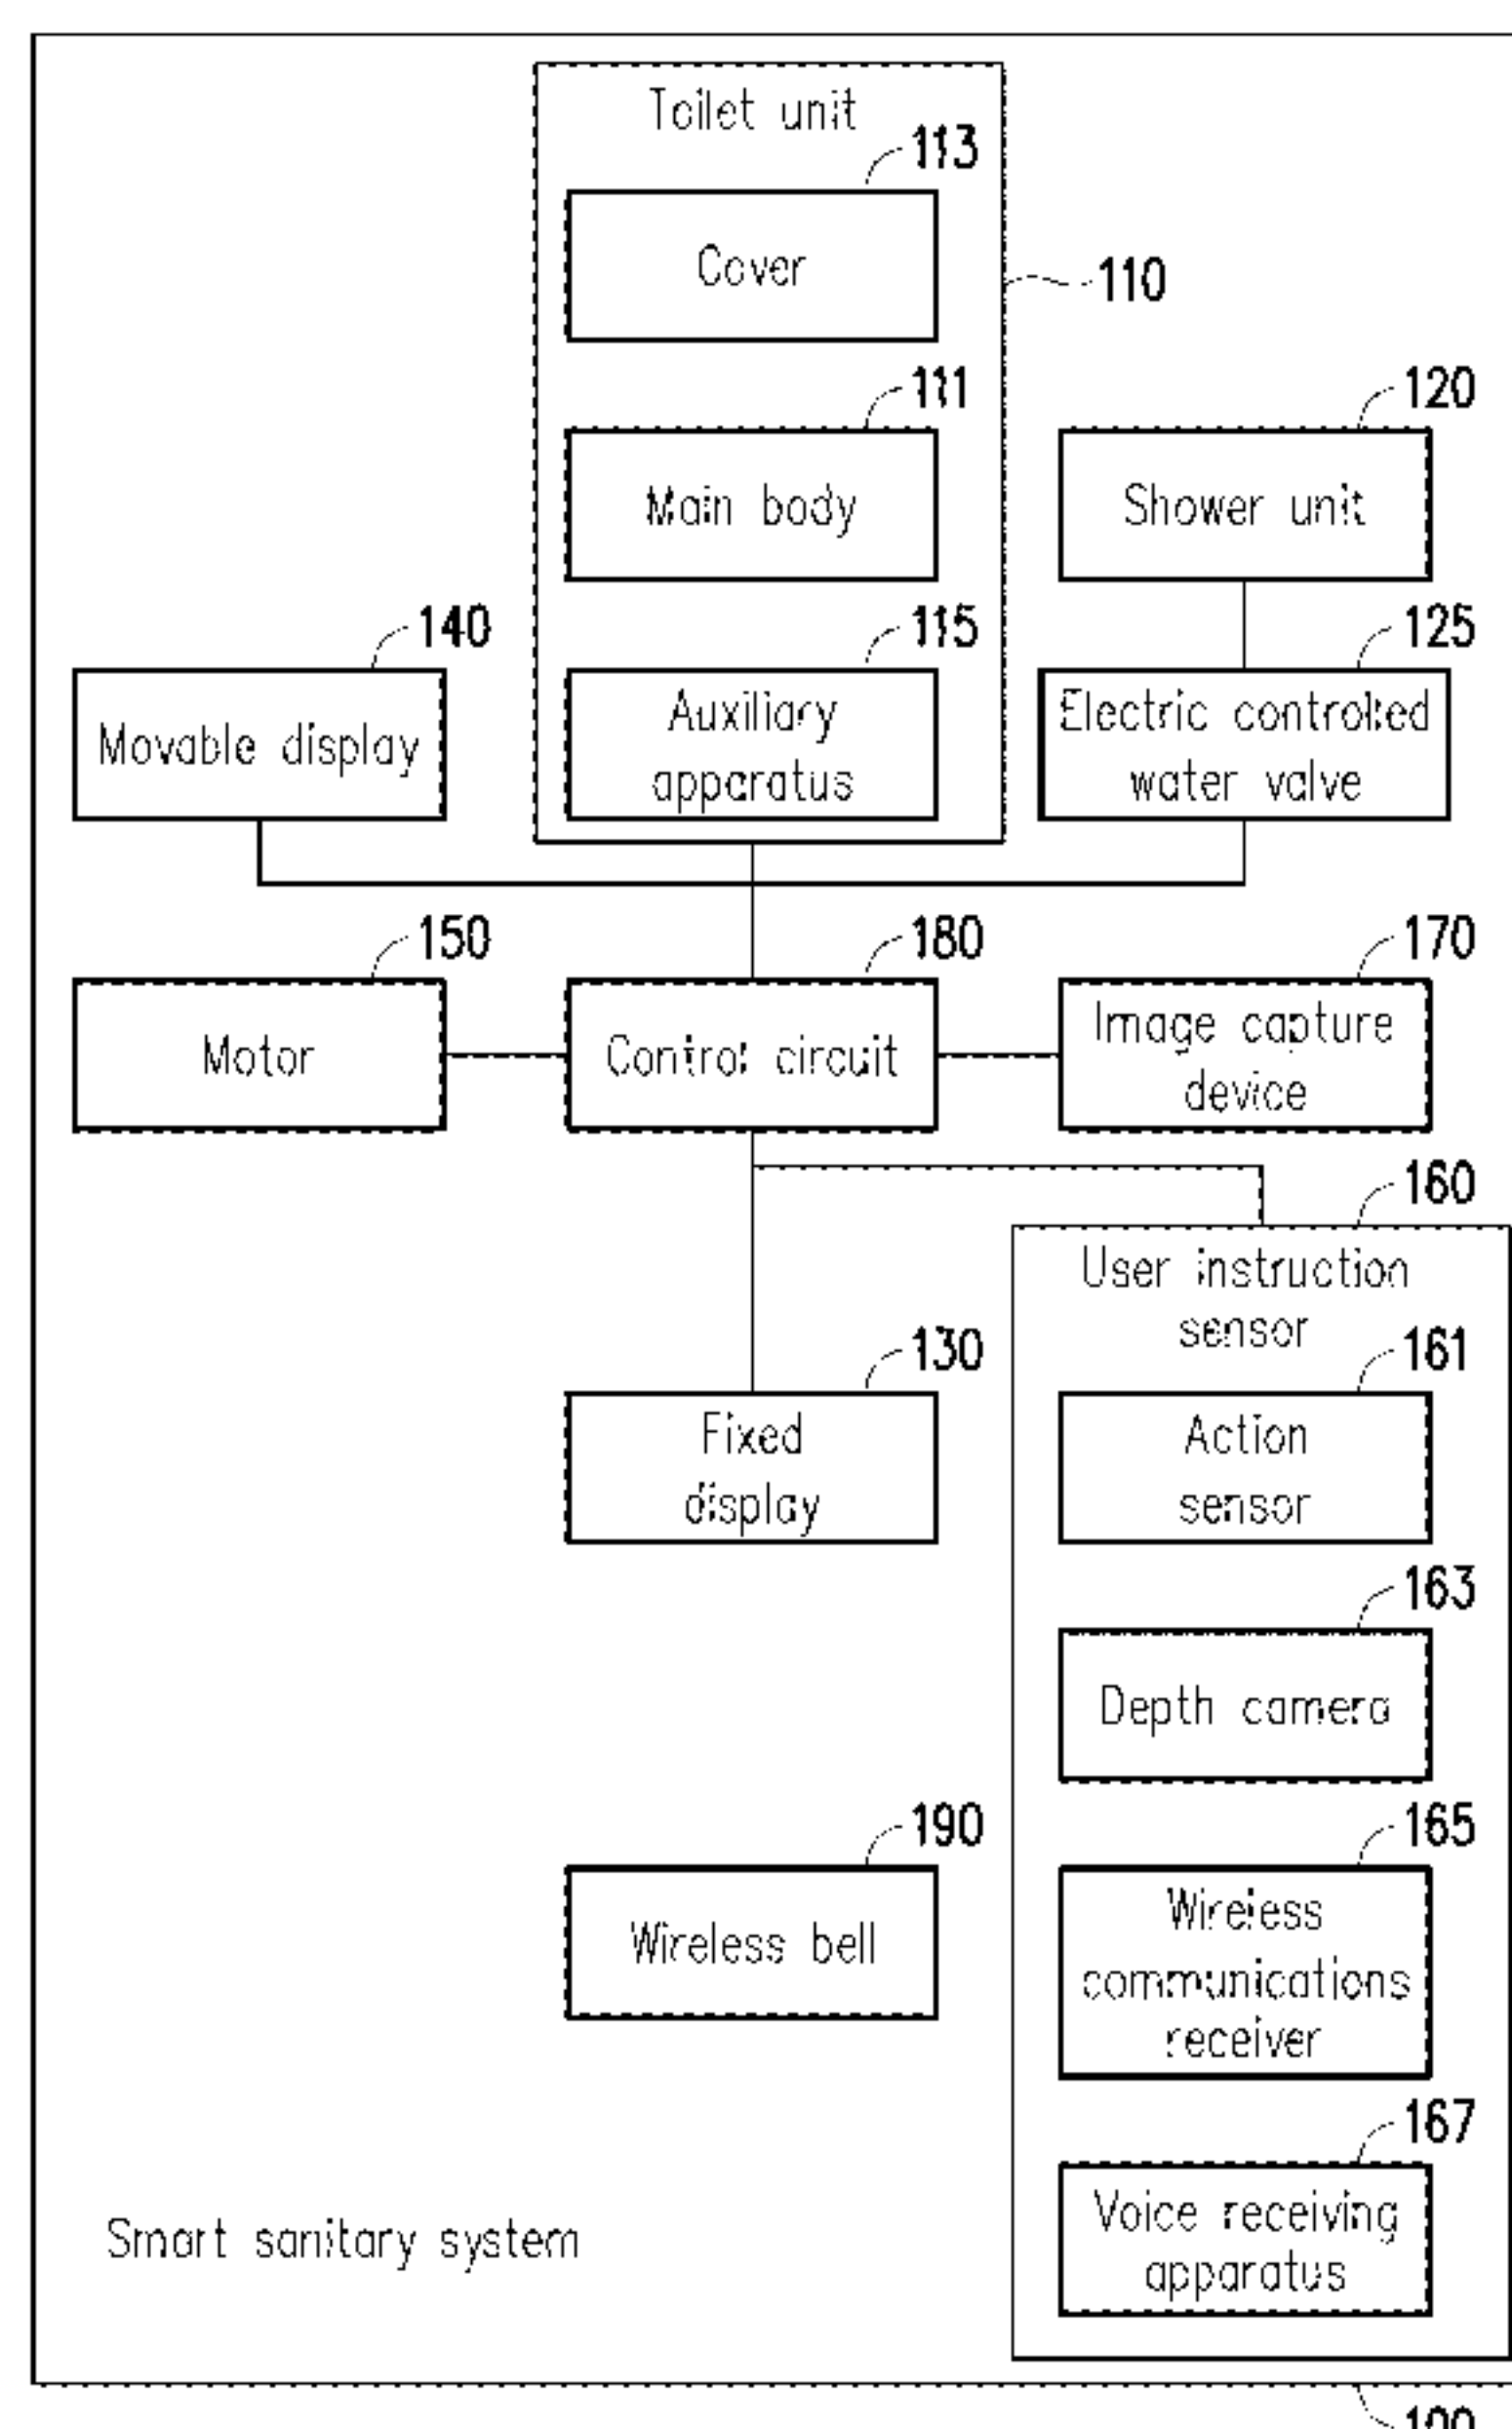 Toilet unit
113
Cover
110
111
Main body
120
Shower unit
140
Movable display
115
Auxiliary
apparatus
125
Electric controlled
water valve
150
Motor
180
Control circuit
170
Image capture
device
160
User instruction
sensor
130
Fixed
display
161
Action
sensor
163
Depth camera
190
Wireless bell
165
Wireless
communications
receiver
167
Voice receiving
apparatus
Smart sanitary system